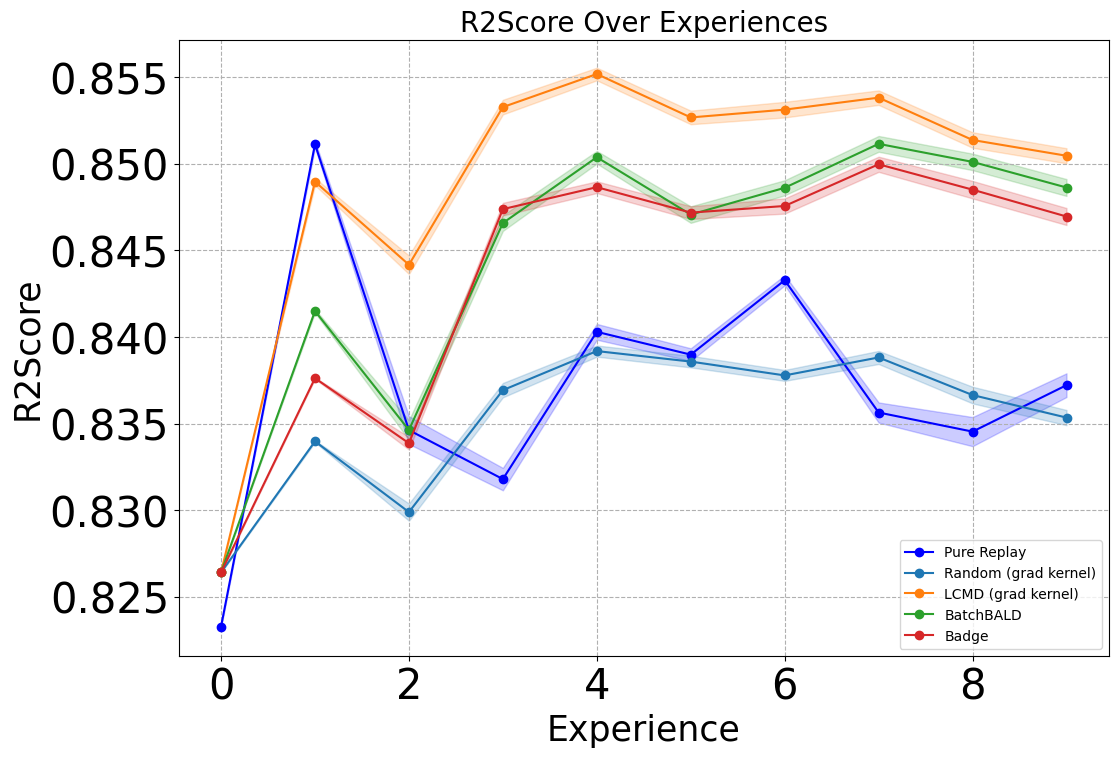 R2Score Over Experiences
R2Score
0.855
0.850
0.845
0.840
0.835
0.830
0.825
0 2 4 6 8
Experience
Pure Replay
Random (grad kernel)
LCMD (grad kernel)
BatchBALD
Badge